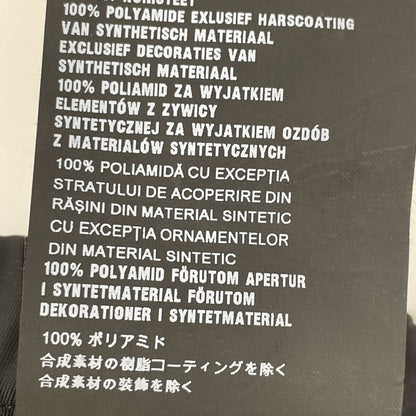 100% POLYAMIDE EXLUSIEF HARSCOATING
VAN SYNTHETISCH MATERIAAL
EXCLUSIEF DECORATIES VAN
SYNTHETISCH MATERIAAL
100% POLIAMID ZA WYJATKIEM
ELEMENTÓW Z ZYWICY
SYNTETYCZNEJ ZA WYJATKIEM OZDÓB
Z MATERIALÓW SYNTETYCZNYCH
100% POLIAMIDĂ CU EXCEPȚIA
STRATULUI DE ACOPERIRE DIN
RĂȘINI DIN MATERIAL SINTETIC
CU EXCEPȚIA ORNAMENTELOR
DIN MATERIAL SINTETIC
100% POLYAMID FÖRUTOM APERTUR
I SYNTETMATERIAL FÖRUTOM
DEKORATIONER I SYNTETMATERIAL
100% ポリアミド
合成素材の樹脂コーティングを除く
合成素材の装飾を除く